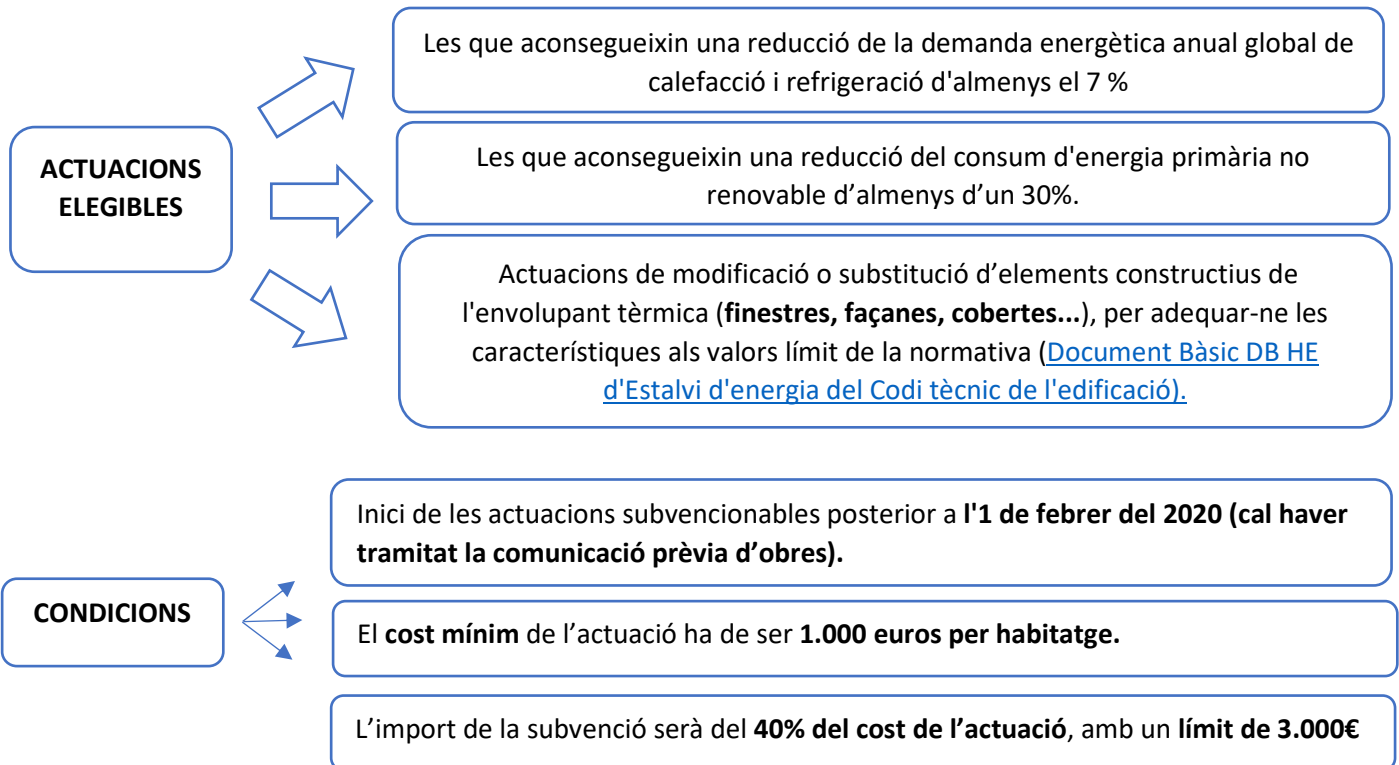 Les que aconsegueixin una reducció de la demanda energètica anual global de
calefacció i refrigeració d'almenys el 7 %
ACTUACIONS
ELEGIBLES
Les que aconsegueixin una reducció del consum d'energia primària no
renovable d’almenys d’un 30%.
Actuacions de modificació o substitució d’elements constructius de
l'envolupant tèrmica (finestres, façanes, cobertes...), per adequar-ne les
característiques als valors límit de la normativa (Document Bàsic DB HE
d'Estalvi d'energia del Codi tècnic de l'edificació).
Inici de les actuacions subvencionables posterior a l'1 de febrer del 2020 (cal haver
tramitat la comunicació prèvia d’obres).
CONDICIONS
El cost mínim de l’actuació ha de ser 1.000 euros per habitatge.
L’import de la subvenció serà del 40% del cost de l’actuació, amb un límit de 3.000€